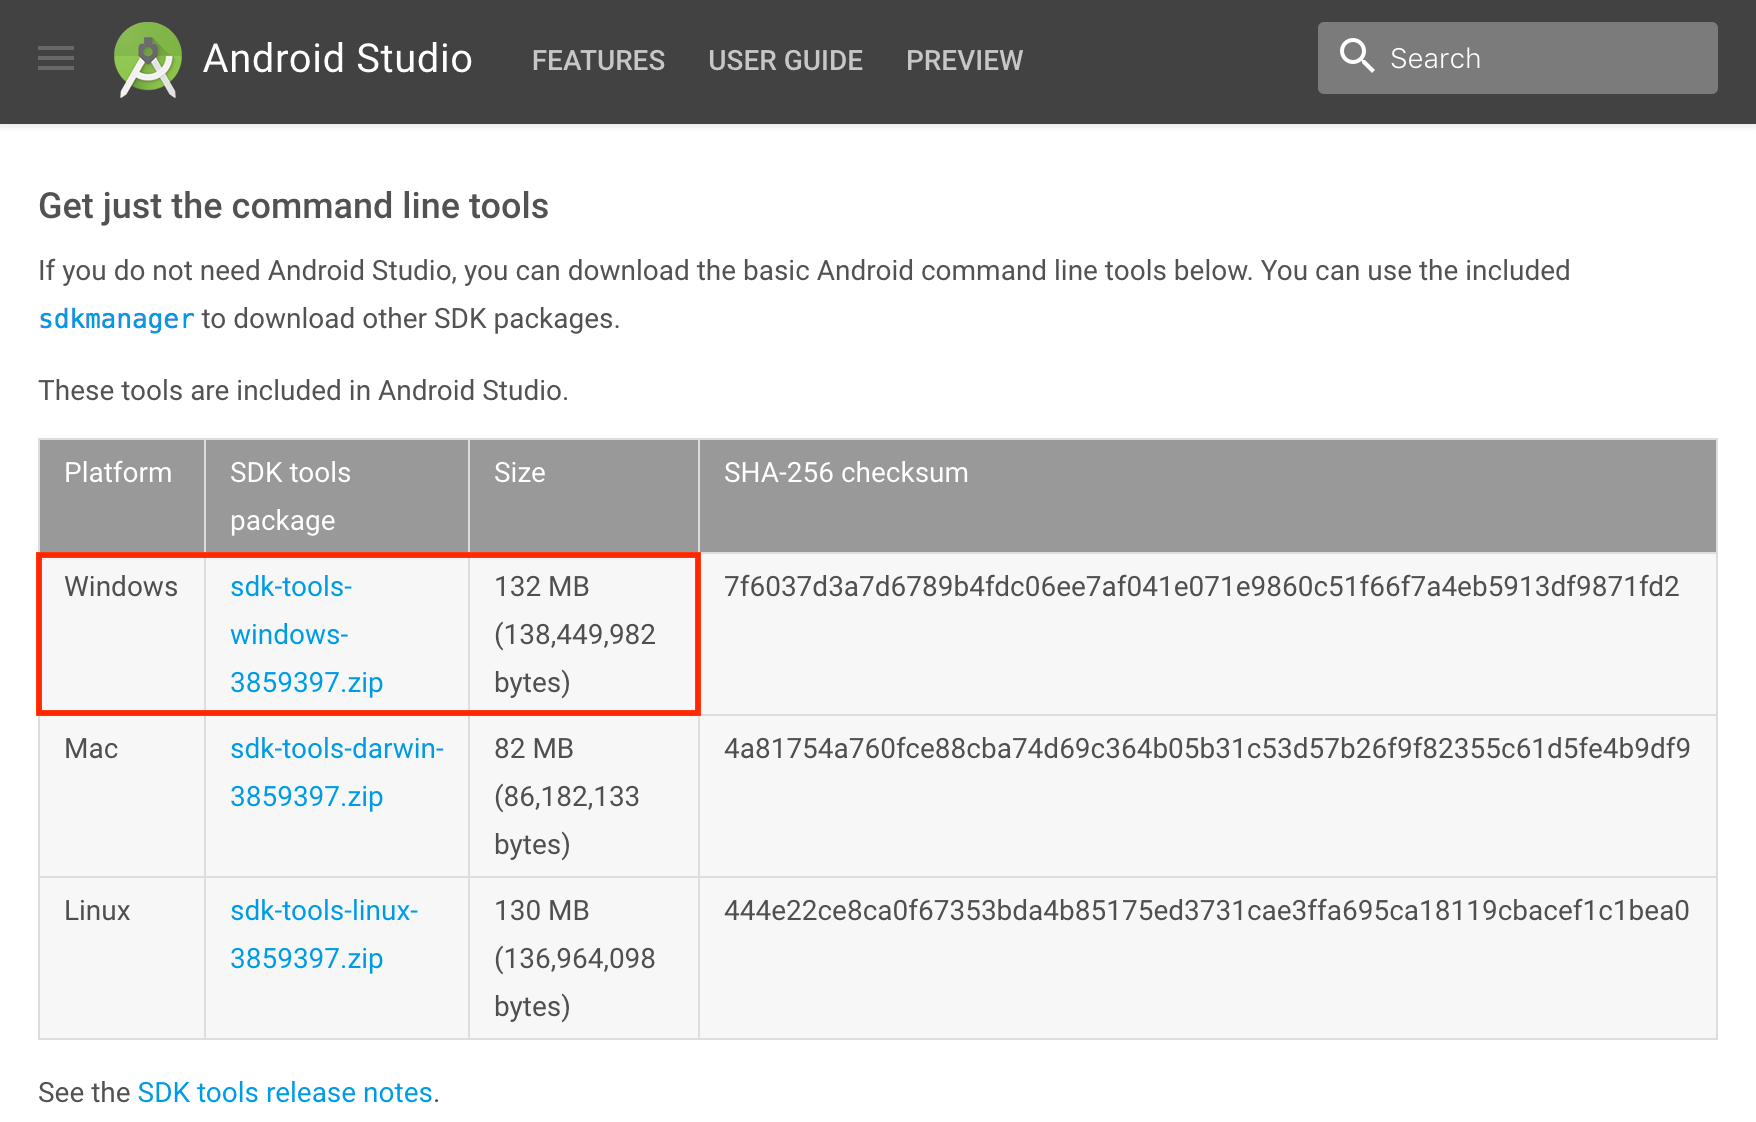 Android Studio FEATURES USER GUIDE PREVIEW Search
Get just the command line tools
If you do not need Android Studio, you can download the basic Android command line tools below. You can use the included
sdkmanager to download other SDK packages.
These tools are included in Android Studio.
Platform
SDK tools
package
Size
SHA-256 checksum
Windows
sdk-tools-
windows-
3859397.zip
132 MB
(138,449,982
bytes)
7f6037d3a7d6789b4fdc06ee7af041e071e9860c51f66f7a4eb5913df9871fd2
Mac
sdk-tools-darwin-
3859397.zip
82 MB
(86,182,133
bytes)
4a81754a760fce88cba74d69c364b05b31c53d57b26f9f82355c61d5fe4b9df9
Linux
sdk-tools-linux-
3859397.zip
130 MB
(136,964,098
bytes)
444e22ce8ca0f67353bda4b85175ed3731cae3ffa695ca18119cbacef1c1bea0
See the SDK tools release notes.